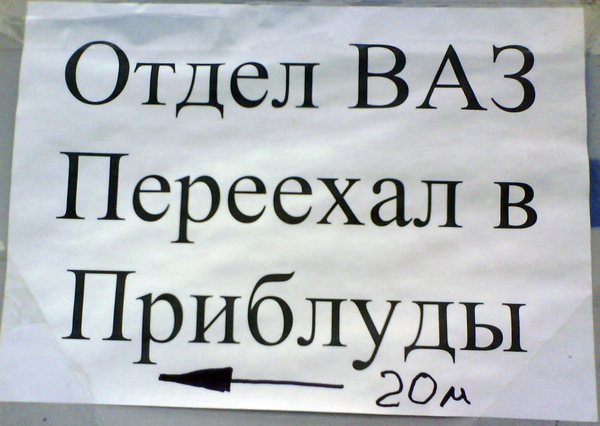 Отдел ВАЗ
Переехал в
Приблуды
20м